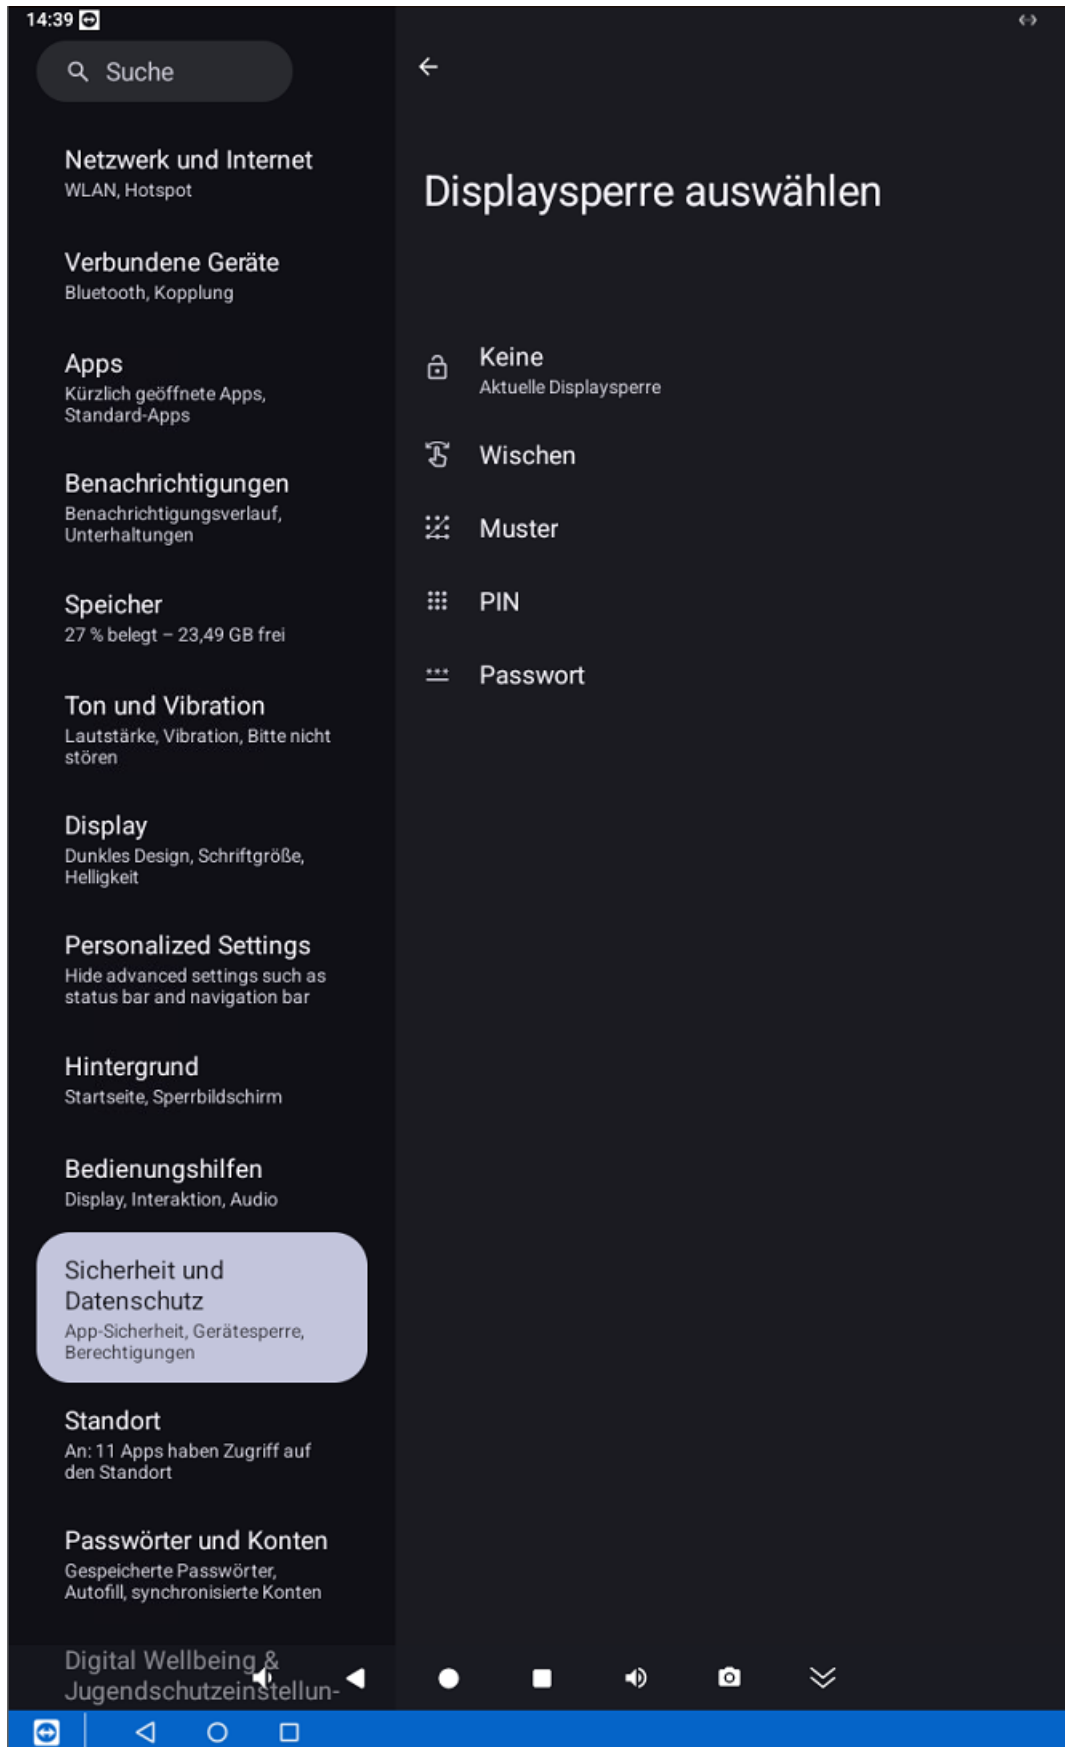 14:39
Suche
Netzwerk und Internet
WLAN, Hotspot
Verbundene Geräte
Bluetooth, Kopplung
Apps
Kürzlich geöffnete Apps,
Standard-Apps
Benachrichtigungen
Benachrichtigungsverlauf,
Unterhaltungen
Speicher
27 % belegt – 23,49 GB frei
Ton und Vibration
Lautstärke, Vibration, Bitte nicht
stören
Display
Dunkles Design, Schriftgröße,
Helligkeit
Personalized Settings
Hide advanced settings such as
status bar and navigation bar
Hintergrund
Startseite, Sperrbildschirm
Bedienungshilfen
Display, Interaktion, Audio
Sicherheit und
Datenschutz
App-Sicherheit, Gerätesperre,
Berechtigungen
Standort
An: 11 Apps haben Zugriff auf
den Standort
Passwörter und Konten
Gespeicherte Passwörter,
Autofill, synchronisierte Konten
Digital Wellbeing &
Jugendschutzeinstellun-
Displaysperre auswählen
Keine
Aktuelle Displaysperre
Wischen
Muster
PIN
Passwort